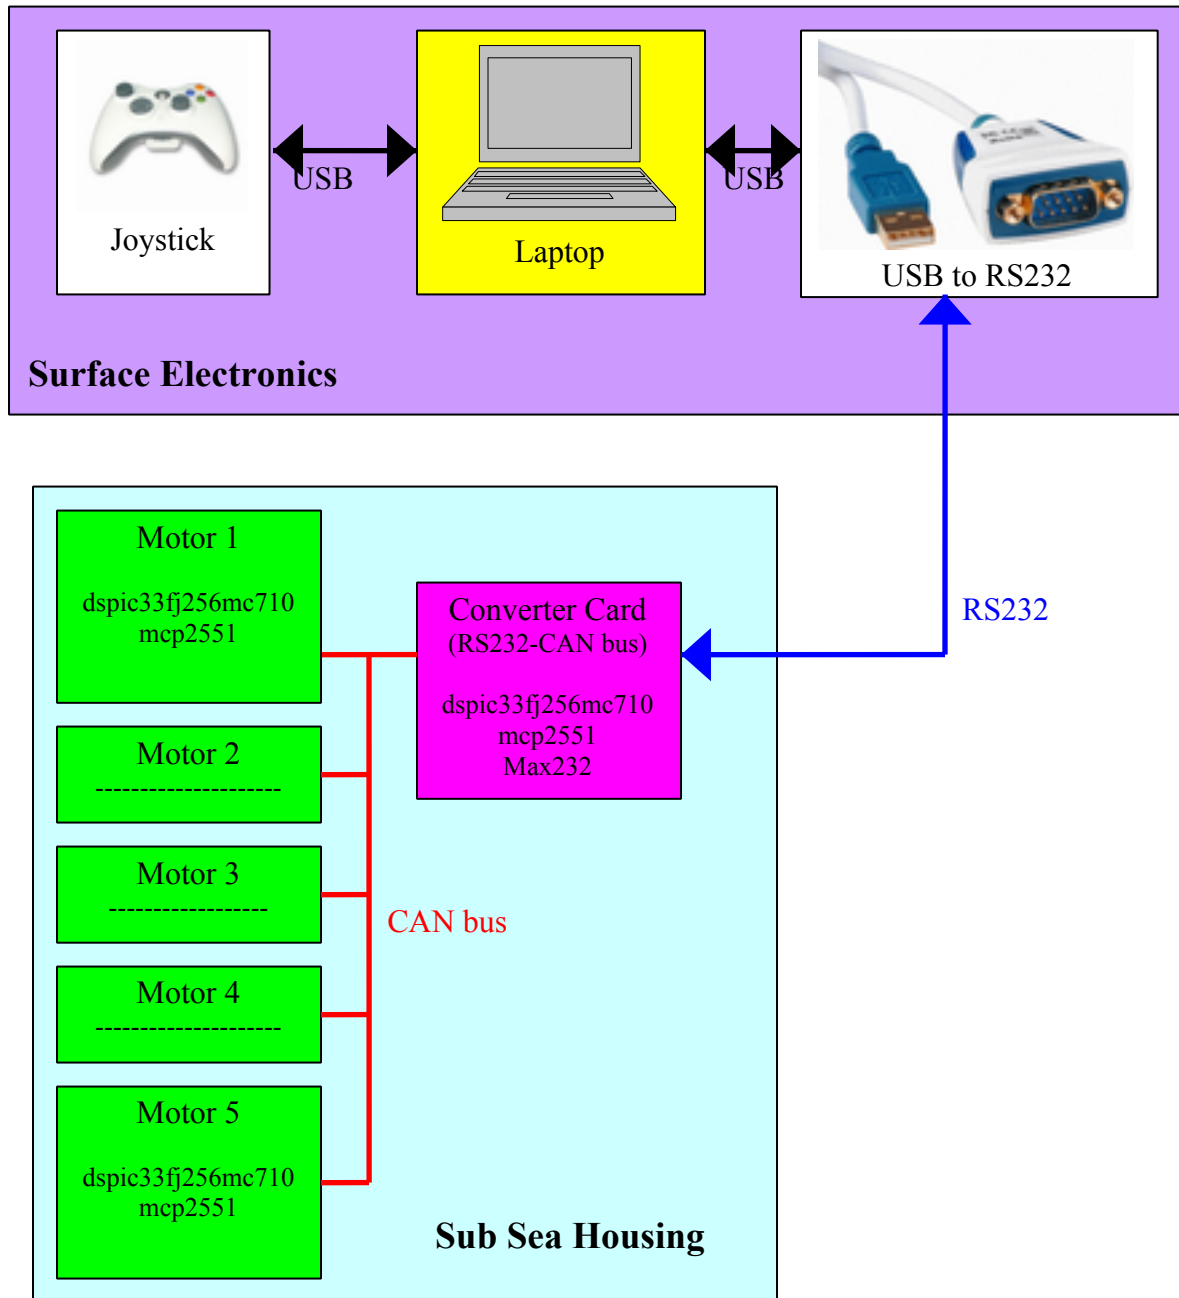 USB
USB
Joystick
Laptop
USB to RS232
Surface Electronics
Motor 1
dspic33fj256mc710
mcp2551
Motor 2
---------------------
Motor 3
------------------
Motor 4
---------------------
Motor 5
dspic33fj256mc710
mcp2551
Converter Card
(RS232-CAN bus)
dspic33fj256mc710
mcp2551
Max232
RS232
CAN bus
Sub Sea Housing